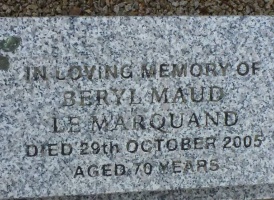 IN LOVING MEMORY OF
BERYL MAUD
LE MARQUAND
DIED 29th OCTOBER 2005
AGED 70 YEARS